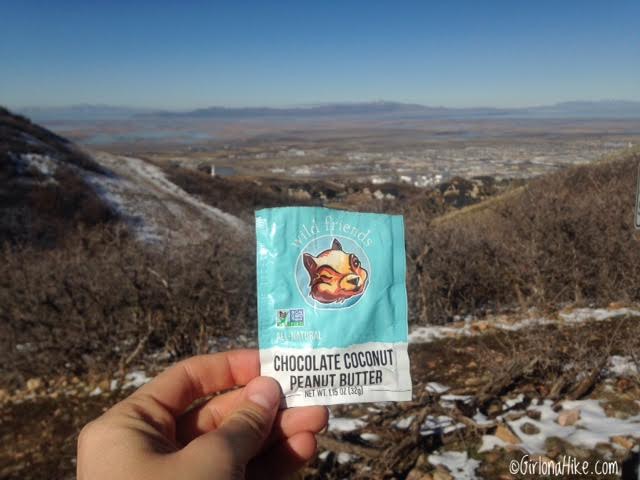 wild friends
ALL-NATURAL
CHOCOLATE COCONUT
PEANUT BUTTER
NET WT. 1.15 OZ (32g)
©GirlonaHike.com